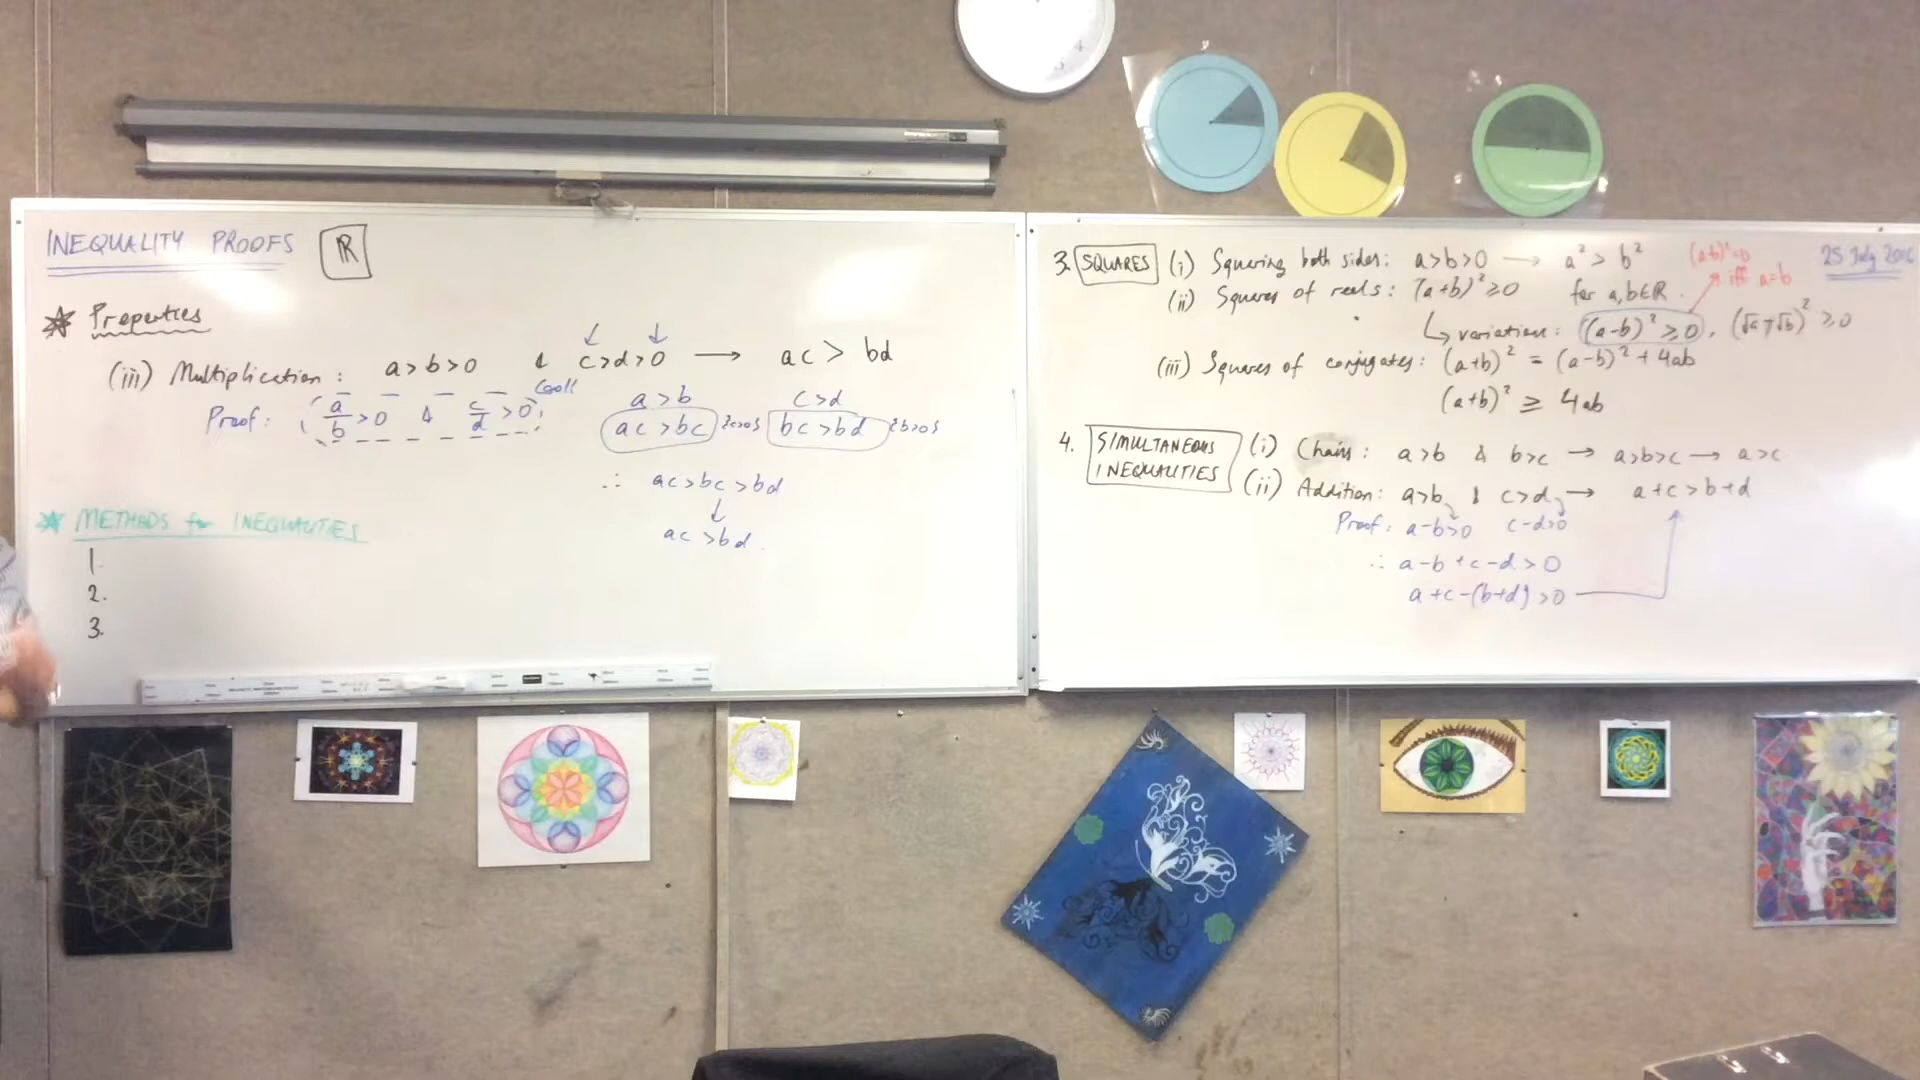 INEQUALITY PROOFS ℝ
★ Properties
(iii) Multiplication: a>b>0 & c>d>0 → ac > bd
Proof: a/b >0 & c/d >0
a>b c>d
ac>bc {c>0} bc>bd {b>0}
∴ ac>bc>bd
↓
ac>bd.
★ METHODS for INEQUALITIES
1.
2.
3.
25 July 2016
3. SQUARES (i) Squaring both sides: a>b>0 → a² > b²
(ii) Squares of reals: (a+b)² ≥0 for a,b∈ℝ.
(a-b)²=0
iff a=b
↳ variation: (a-b)² ≥0, (√a+√b)² ≥0
(iii) Squares of conjugates: (a+b)² = (a-b)² + 4ab
(a+b)² ≥ 4ab
4. SIMULTANEOUS INEQUALITIES (i) Chain: a>b & b>c → a>b>c → a>c
(ii) Addition: a>b & c>d → a+c>b+d
Proof: a-b>0 c-d>0
∴ a-b+c-d>0
a+c-(b+d)>0